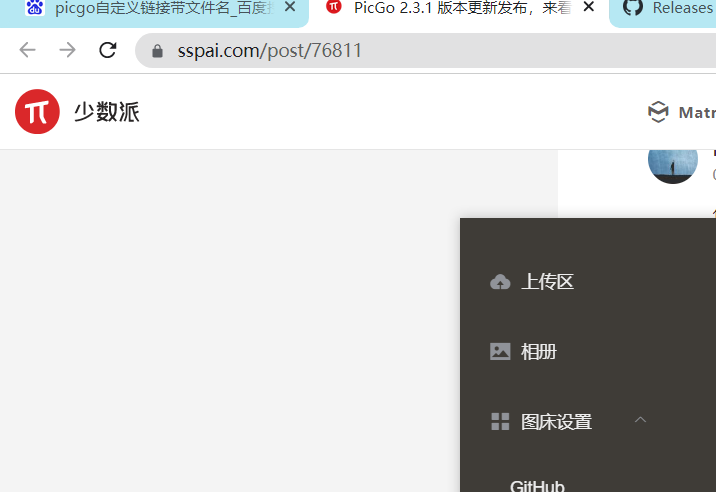 picgo自定义链接带文件名_百度
PicGo 2.3.1 版本更新发布，来看
Releases
sspai.com/post/76811
少数派
Matr
上传区
相册
图床设置
GitHub